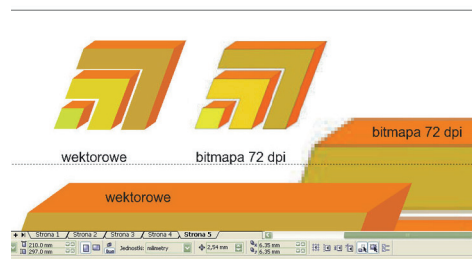 bitmapa 72 dpi
wektorowe bitmapa 72 dpi
wektorowe
Strona 1 Strona 2 Strona 3 Strona 4 Strona 5
210.0 mm Jednostki: milimetry 2,54 mm 6.35 mm
297.0 mm 6.35 mm